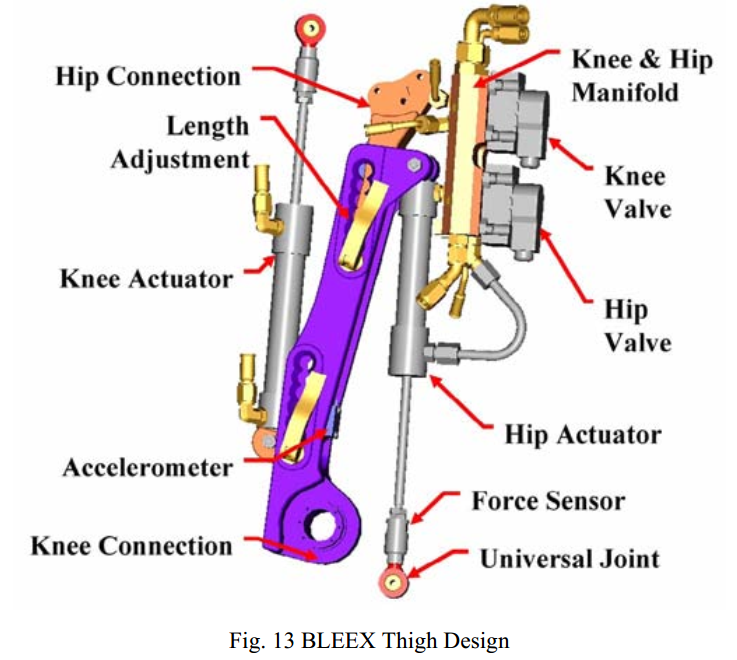 Hip Connection
Length
Adjustment
Knee Actuator
Accelerometer
Knee Connection
Knee & Hip
Manifold
Knee
Valve
Hip
Valve
Hip Actuator
Force Sensor
Universal Joint
Fig. 13 BLEEX Thigh Design